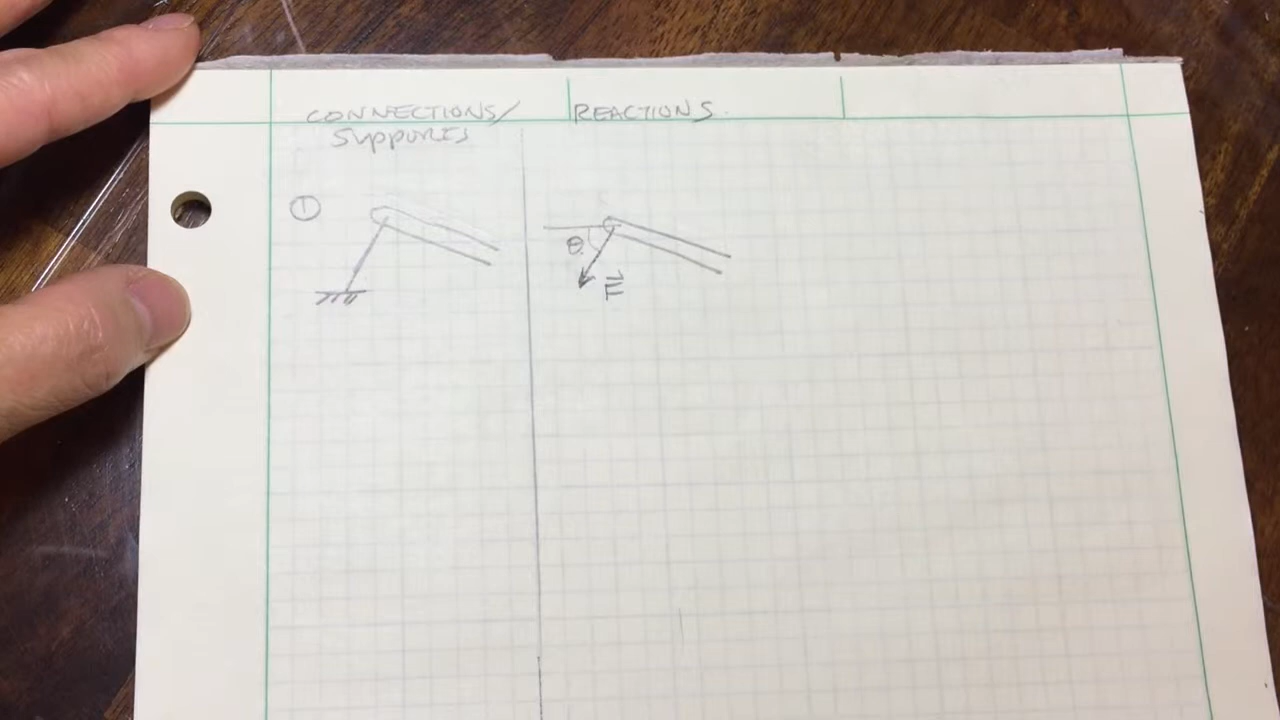 CONNECTIONS/ REACTIONS.
SUPPORTS
①
θ
F⃗